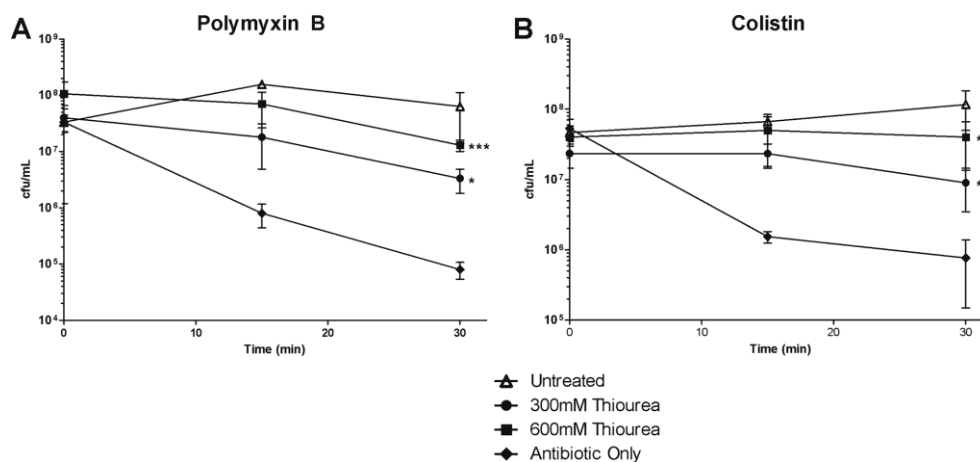 A
Polymyxin B
10⁹
10⁸
10⁷
10⁶
10⁵
10⁴
cfu/mL
***
*
0
10
20
30
Time (min)
B
Colistin
10⁹
10⁸
10⁷
10⁶
10⁵
cfu/mL
*
*
0
10
20
30
Time (min)
Untreated
300mM Thiourea
600mM Thiourea
Antibiotic Only